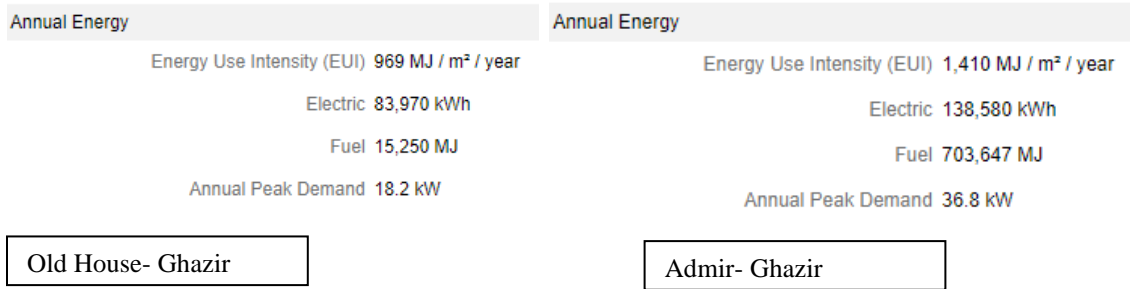 Annual Energy
Energy Use Intensity (EUI) 969 MJ / m² / year
Electric 83,970 kWh
Fuel 15,250 MJ
Annual Peak Demand 18.2 kW
Old House- Ghazir
Annual Energy
Energy Use Intensity (EUI) 1,410 MJ / m² / year
Electric 138,580 kWh
Fuel 703,647 MJ
Annual Peak Demand 36.8 kW
Admir- Ghazir